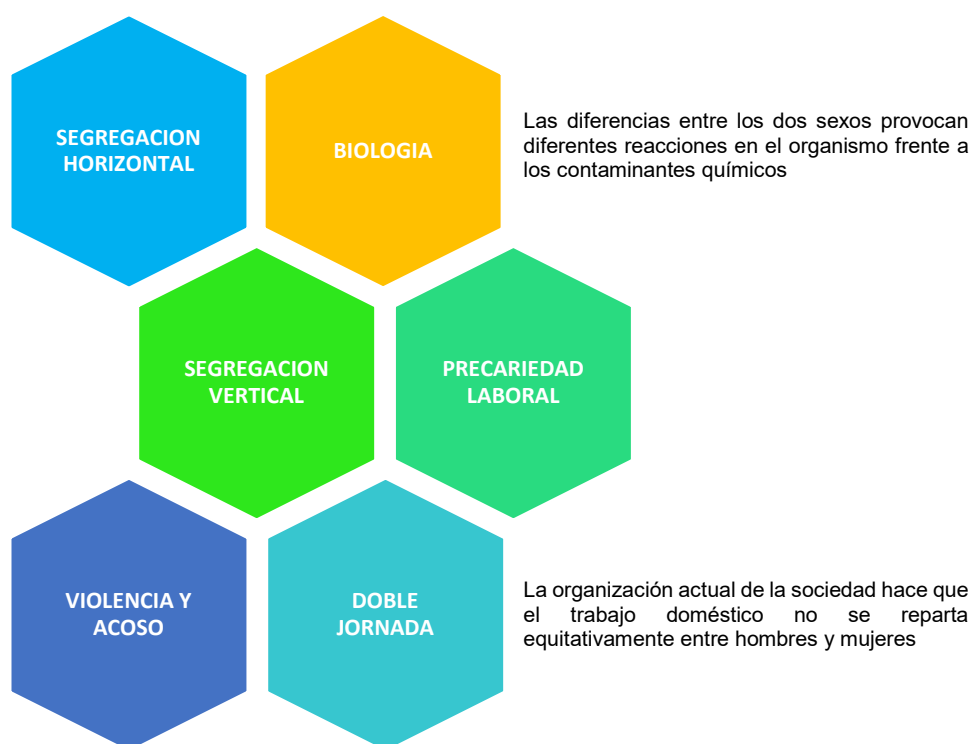 SEGREGACION
HORIZONTAL
BIOLOGIA
Las diferencias entre los dos sexos provocan
diferentes reacciones en el organismo frente a
los contaminantes químicos
SEGREGACION
VERTICAL
PRECARIEDAD
LABORAL
VIOLENCIA Y
ACOSO
DOBLE
JORNADA
La organización actual de la sociedad hace que
el trabajo doméstico no se reparta
equitativamente entre hombres y mujeres